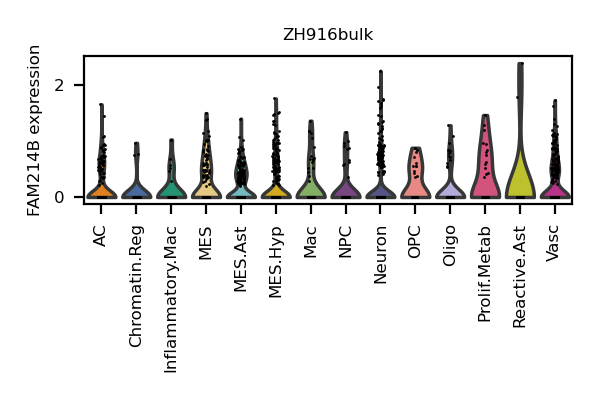 ZH916bulk
FAM214B expression
2
0
AC
Chromatin.Reg
Inflammatory.Mac
MES
MES.Ast
MES.Hyp
Mac
NPC
Neuron
OPC
Oligo
Prolif.Metab
Reactive.Ast
Vasc